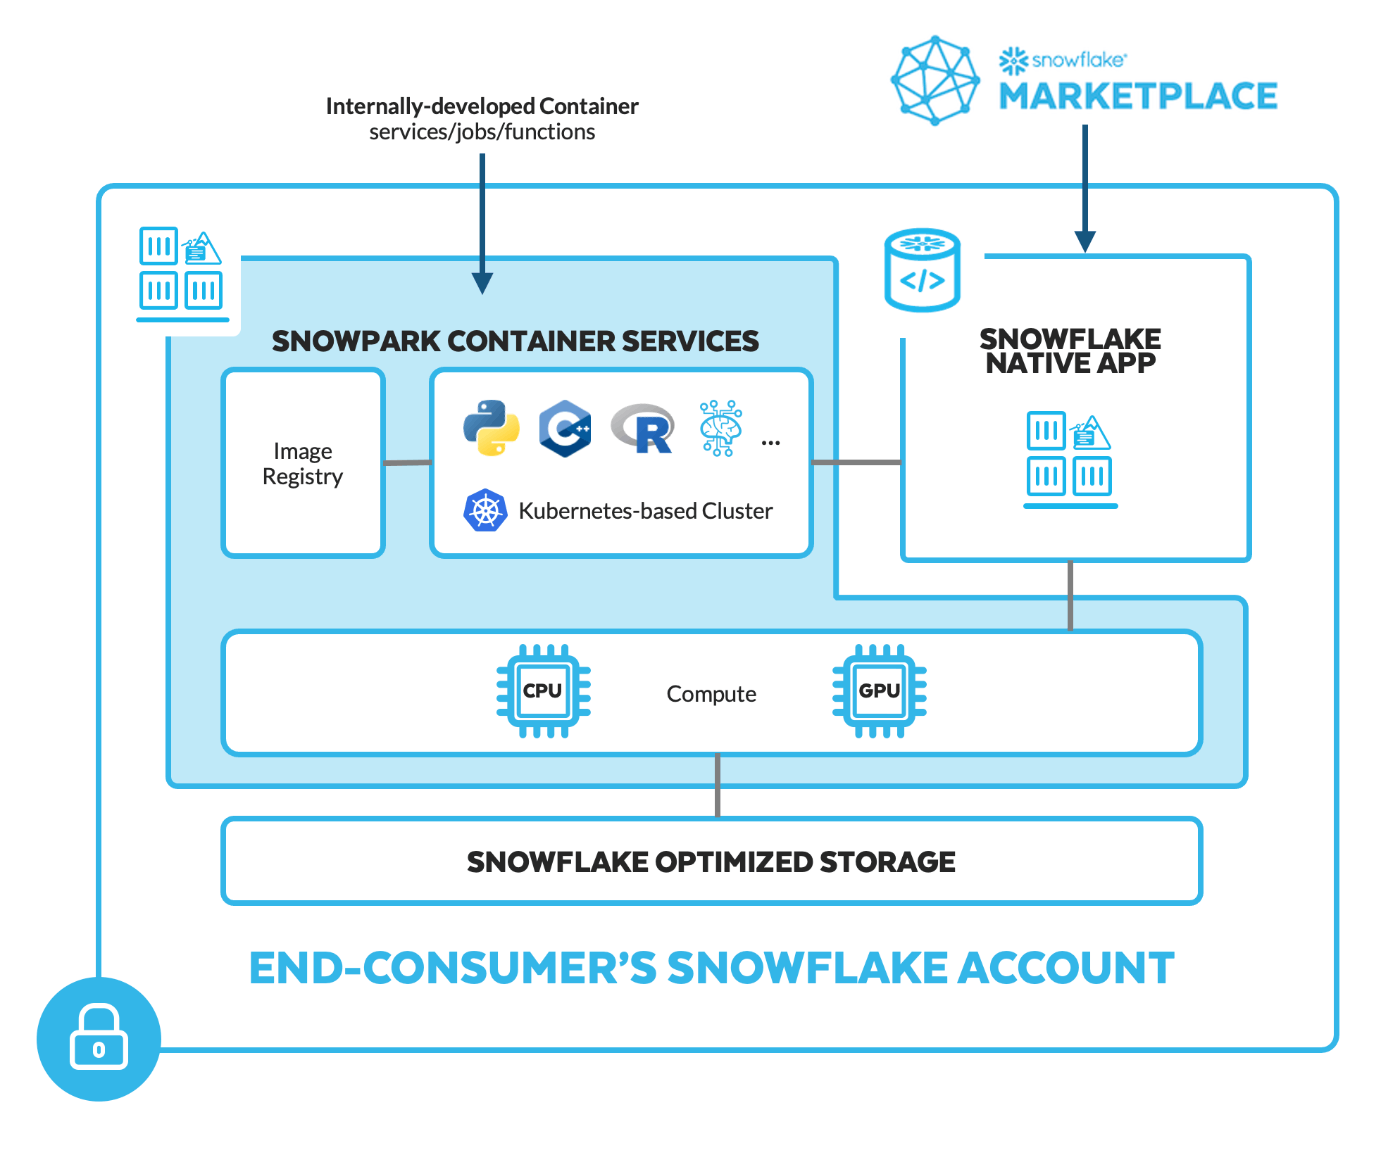 snowflake®
MARKETPLACE
Internally-developed Container
services/jobs/functions
SNOWPARK CONTAINER SERVICES
Image
Registry
C++
R
...
Kubernetes-based Cluster
</>
SNOWFLAKE
NATIVE APP
CPU
Compute
GPU
SNOWFLAKE OPTIMIZED STORAGE
END-CONSUMER’S SNOWFLAKE ACCOUNT